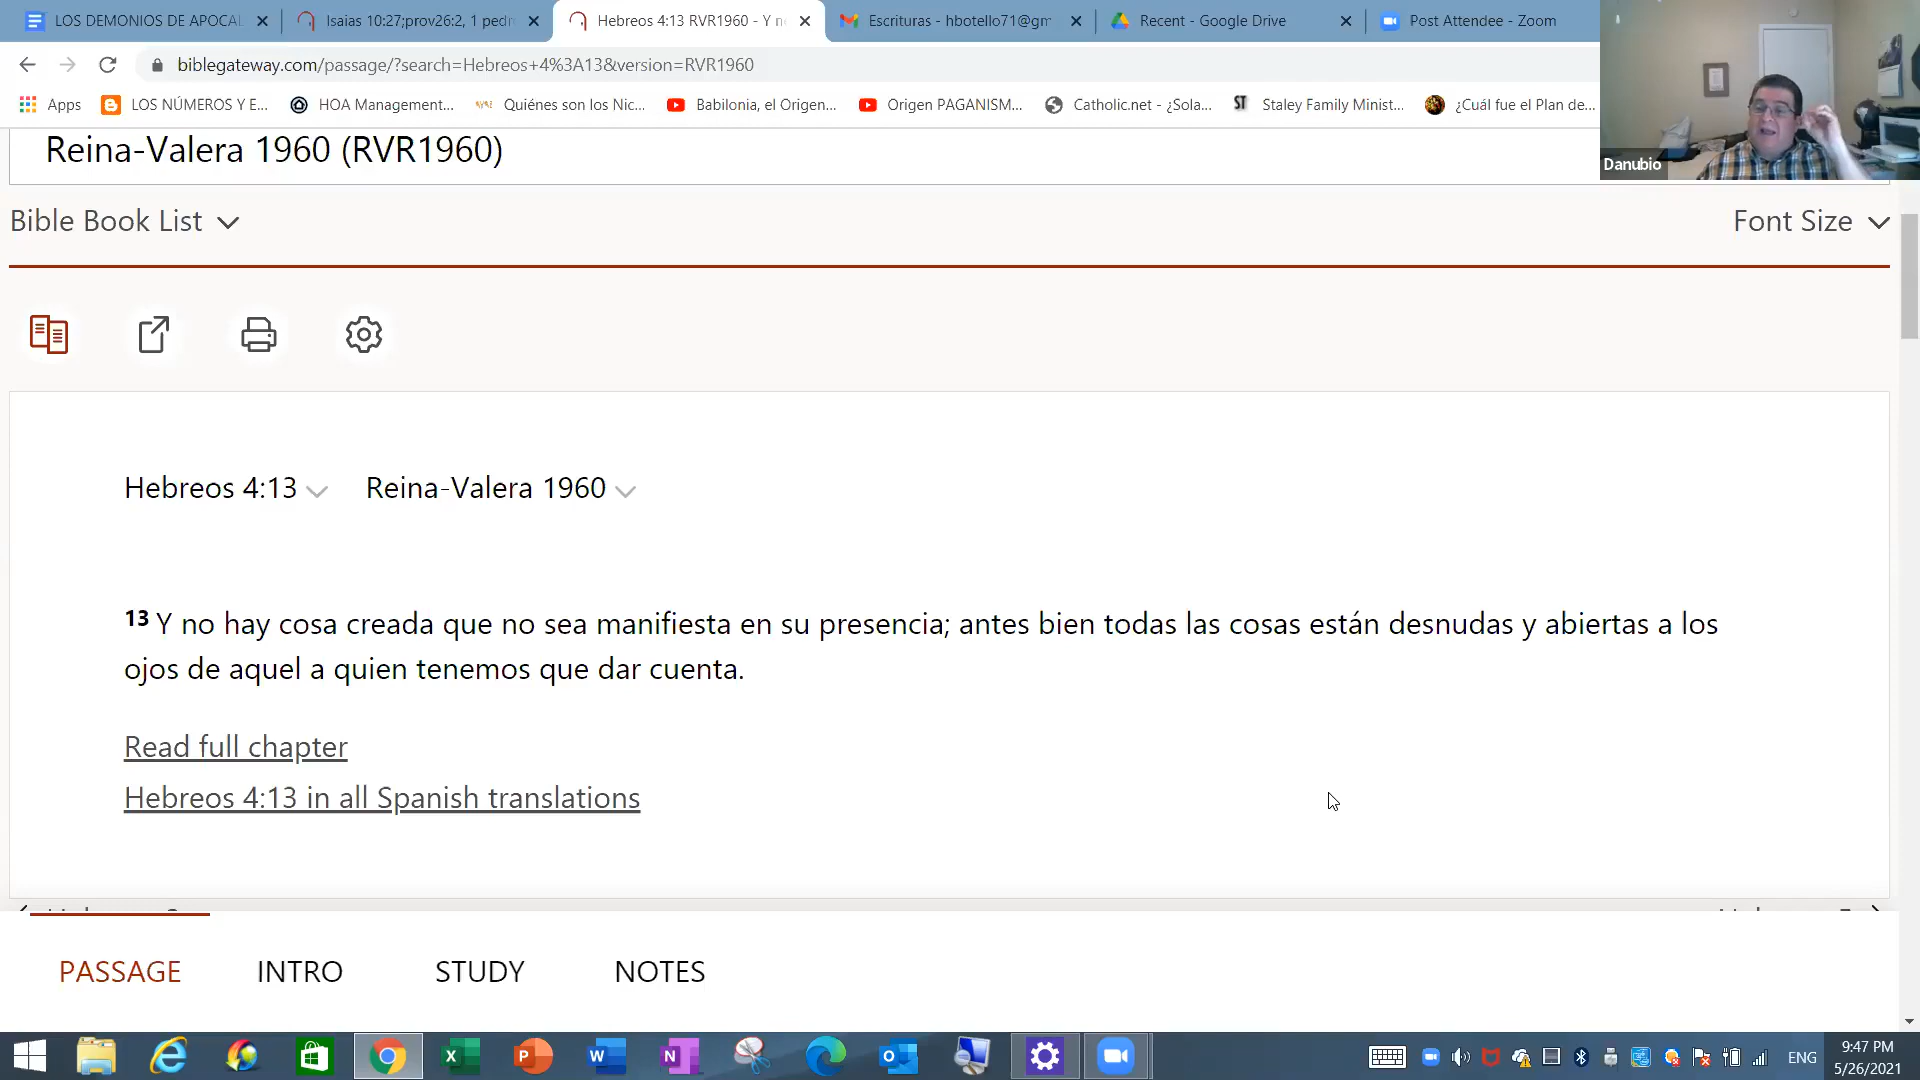 LOS DEMONIOS DE APOCAL
Isaias 10:27;prov26:2, 1 pedr
Hebreos 4:13 RVR1960 - Y n
Escrituras - hbotello71@gm
Recent - Google Drive
Post Attendee - Zoom
biblegateway.com/passage/?search=Hebreos+4%3A13&version=RVR1960
Apps
LOS NÚMEROS Y E...
HOA Management...
Quiénes son los Nic...
Babilonia, el Origen...
Origen PAGANISM...
Catholic.net - ¿Sola...
ST
Staley Family Minist...
¿Cuál fue el Plan de...
Danubio
Reina-Valera 1960 (RVR1960)
Bible Book List
Font Size
Hebreos 4:13
Reina-Valera 1960
13 Y no hay cosa creada que no sea manifiesta en su presencia; antes bien todas las cosas están desnudas y abiertas a los
ojos de aquel a quien tenemos que dar cuenta.
Read full chapter
Hebreos 4:13 in all Spanish translations
PASSAGE
INTRO
STUDY
NOTES
ENG
9:47 PM
5/26/2021